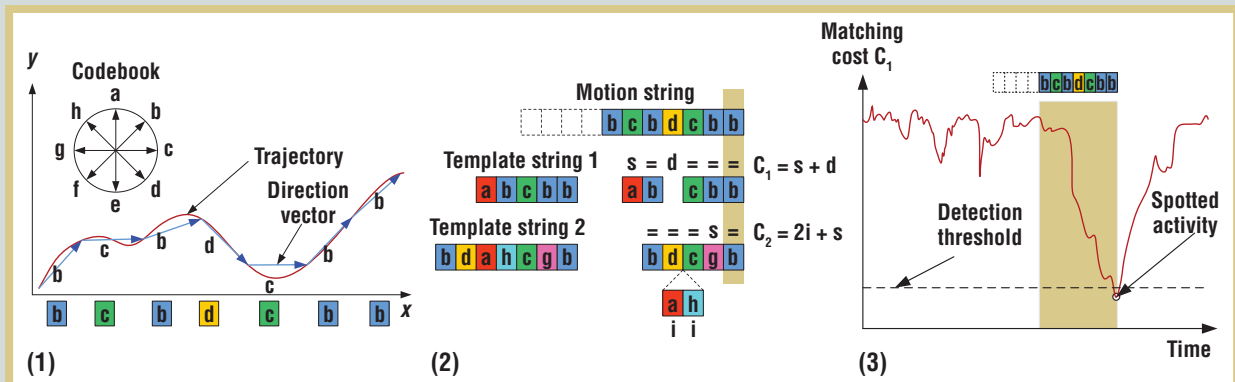 y
Codebook
a
h b
g c
f d
e
Trajectory
Direction
vector
b c b d c b b
x
b c b d c b b
(1)
Motion string
b c b d c b b
Template string 1
a b c b b
s = d = = = C₁ = s + d
a b c b b
Template string 2
b d a h c g b
= = = s = C₂ = 2i + s
b d c g b
a h
i i
(2)
Matching
cost C₁
b c b d c b b
Detection
threshold
Spotted
activity
Time
(3)